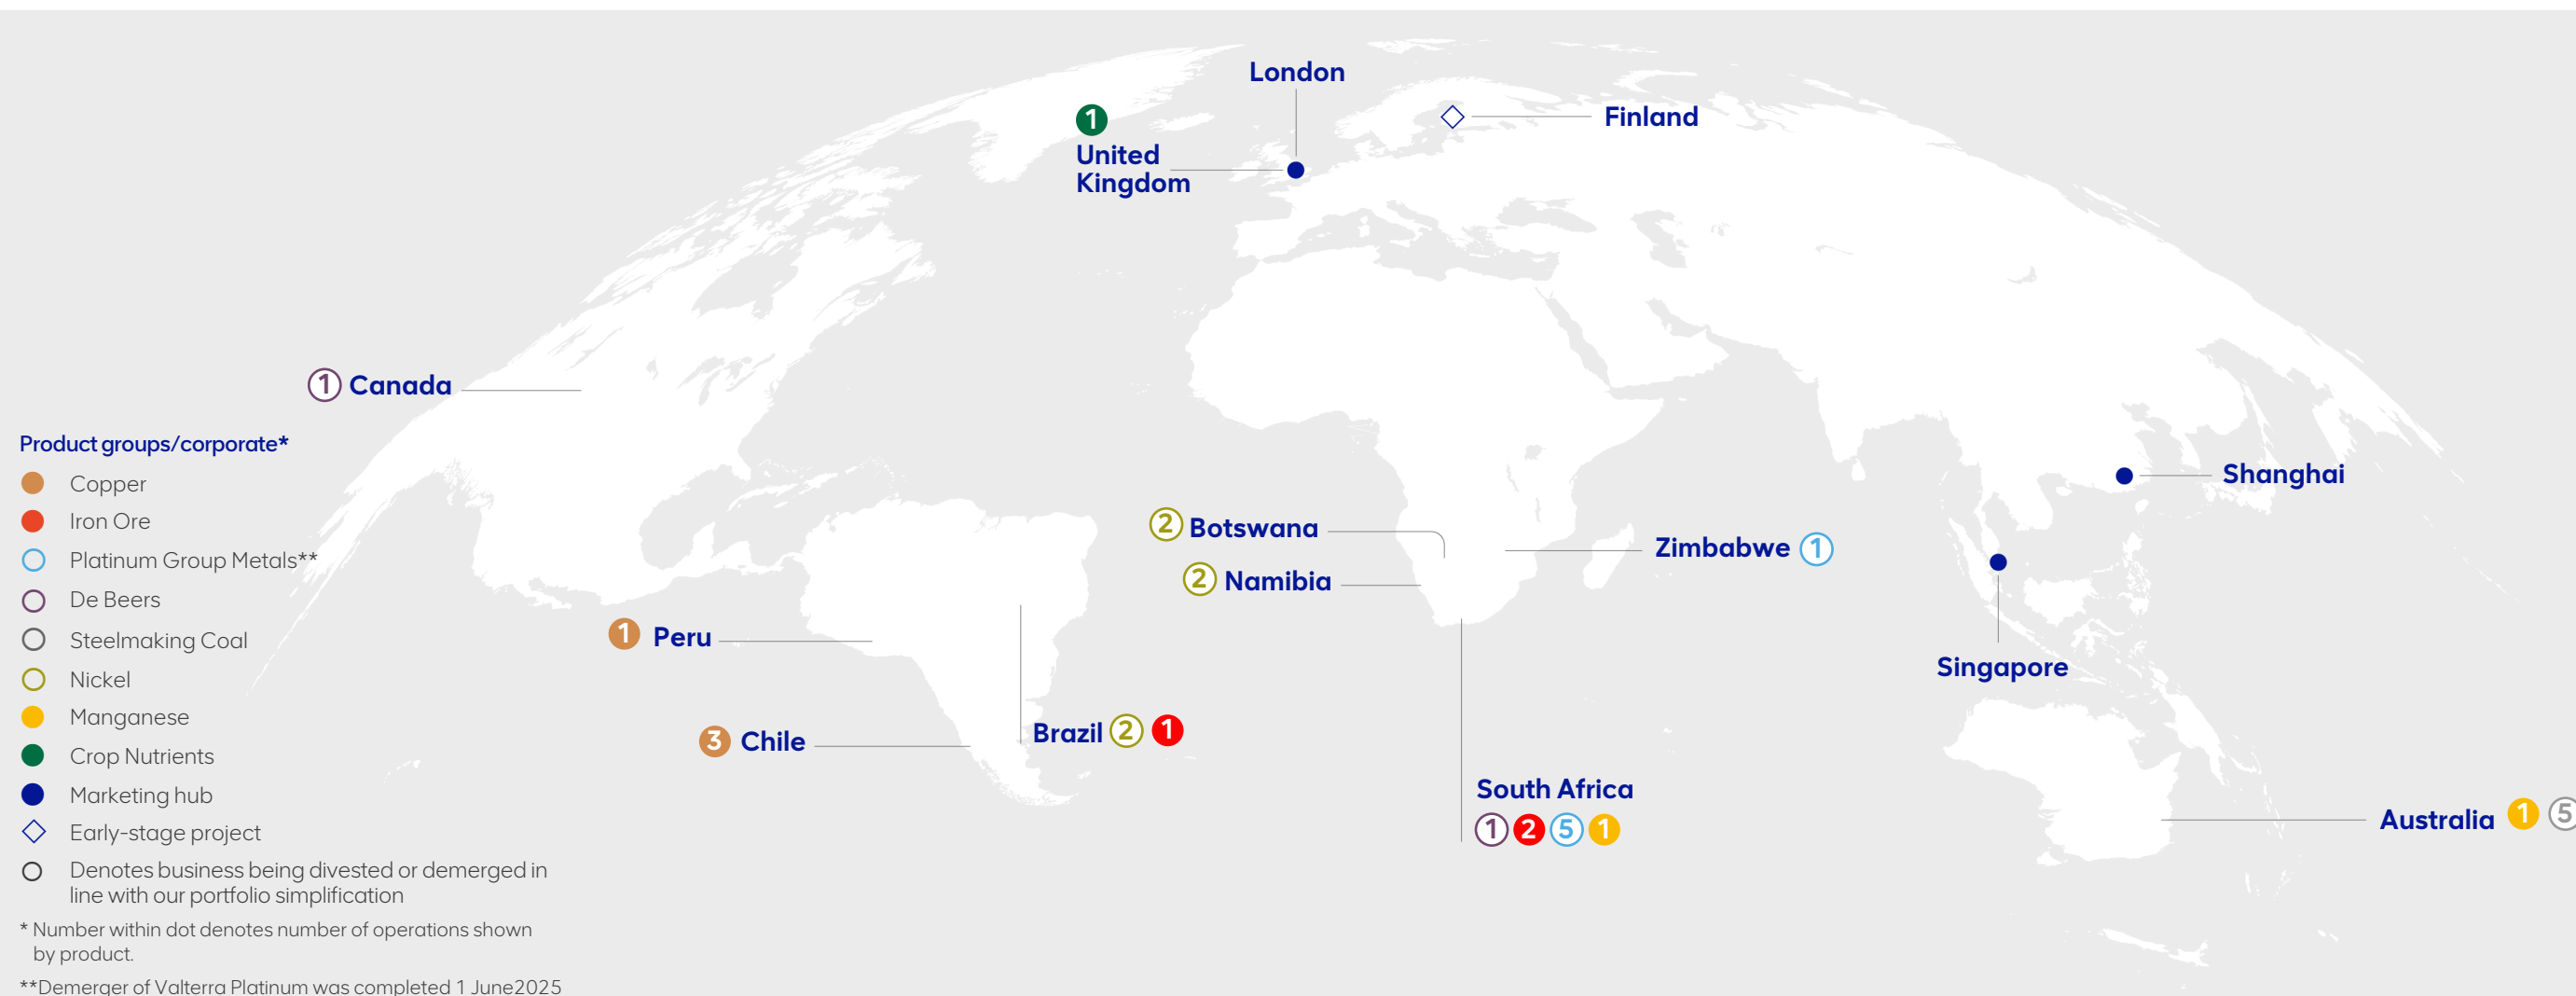 London
Finland
1
United
Kingdom
1 Canada
Product groups/corporate*
Copper
Iron Ore
Platinum Group Metals**
De Beers
Steelmaking Coal
Nickel
Manganese
Crop Nutrients
Marketing hub
Early-stage project
Denotes business being divested or demerged in
line with our portfolio simplification
* Number within dot denotes number of operations shown
by product.
**Demerger of Valterra Platinum was completed 1 June2025
Shanghai
2 Botswana
Zimbabwe 1
2 Namibia
1 Peru
Singapore
3 Chile
Brazil 2 1
South Africa
1 2 5 1
Australia 1 5